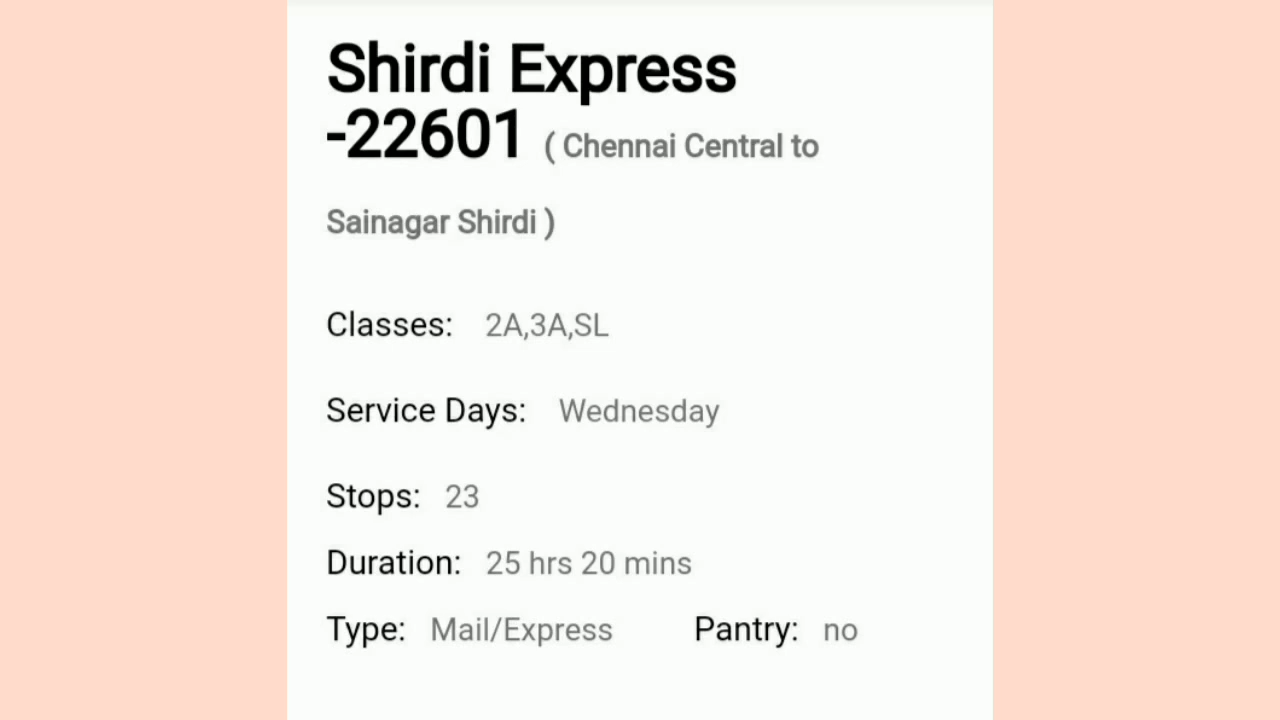 Shirdi Express
-22601 ( Chennai Central to
Sainagar Shirdi )
Classes: 2A,3A,SL
Service Days: Wednesday
Stops: 23
Duration: 25 hrs 20 mins
Type: Mail/Express Pantry: no